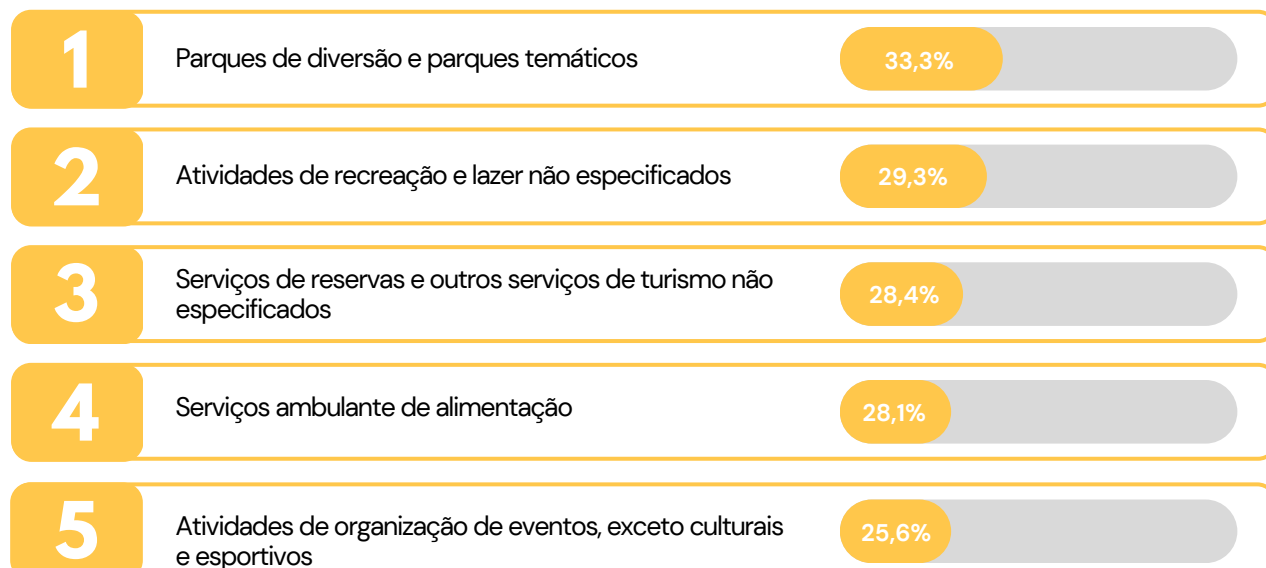 1
Parques de diversão e parques temáticos
33,3%
2
Atividades de recreação e lazer não especificados
29,3%
3
Serviços de reservas e outros serviços de turismo não
especificados
28,4%
4
Serviços ambulante de alimentação
28,1%
5
Atividades de organização de eventos, exceto culturais
e esportivos
25,6%